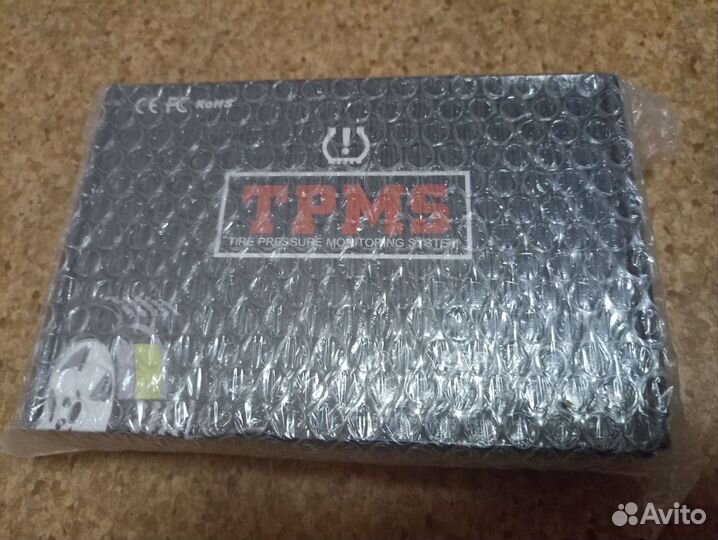 CE FC RoHS
TPMS
TIRE PRESSURE MONITORING SYSTEM
Avito